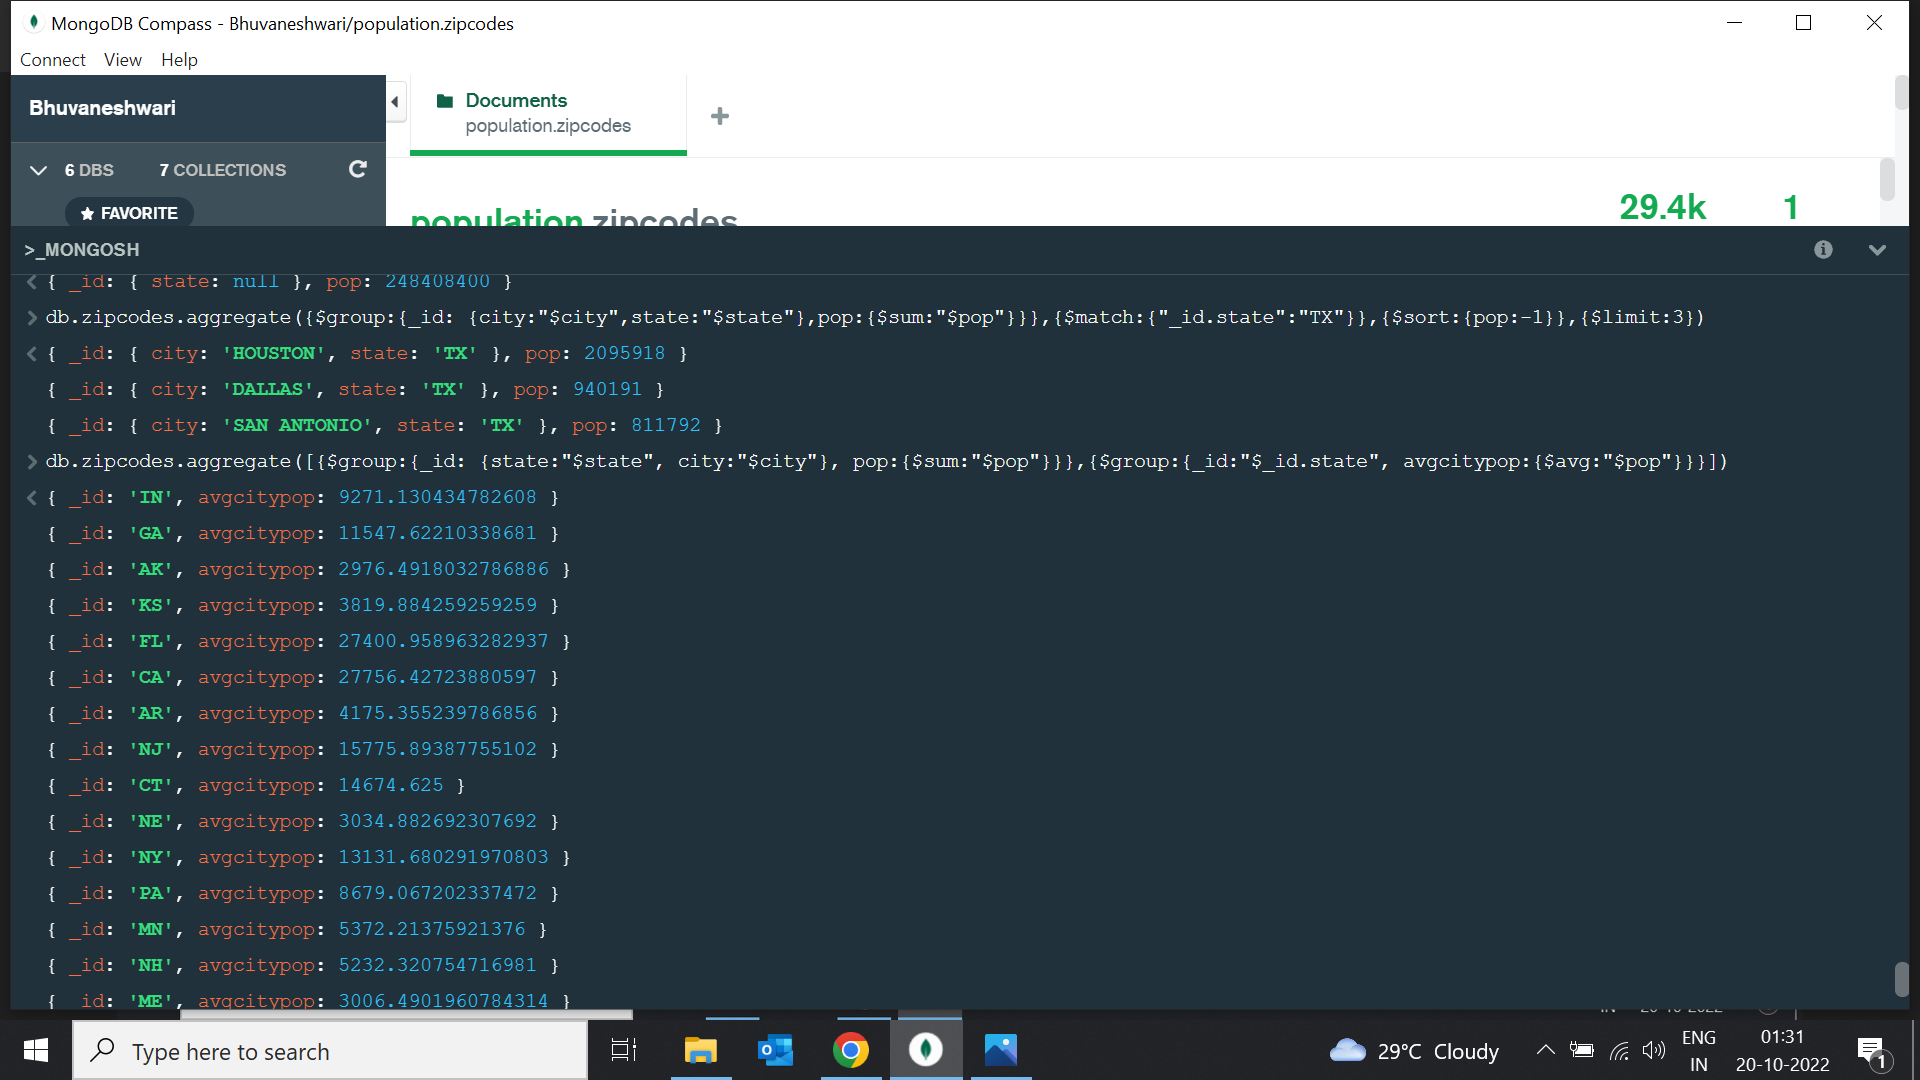 MongoDB Compass - Bhuvaneshwari/population.zipcodes
Connect View Help
Bhuvaneshwari
Documents
population.zipcodes
6 DBS 7 COLLECTIONS
FAVORITE
population.zipcodes
29.4k 1
>_MONGOSH
{ _id: { state: null }, pop: 248408400 }
db.zipcodes.aggregate({$group:{_id: {city:"$city",state:"$state"},pop:{$sum:"$pop"}}},{$match:{"_id.state":"TX"}},{$sort:{pop:-1}},{$limit:3})
{ _id: { city: 'HOUSTON', state: 'TX' }, pop: 2095918 }
{ _id: { city: 'DALLAS', state: 'TX' }, pop: 940191 }
{ _id: { city: 'SAN ANTONIO', state: 'TX' }, pop: 811792 }
db.zipcodes.aggregate([{$group:{_id: {state:"$state", city:"$city"}, pop:{$sum:"$pop"}}},{$group:{_id:"$_id.state", avgcitypop:{$avg:"$pop"}}}])
{ _id: 'IN', avgcitypop: 9271.130434782608 }
{ _id: 'GA', avgcitypop: 11547.62210338681 }
{ _id: 'AK', avgcitypop: 2976.4918032786886 }
{ _id: 'KS', avgcitypop: 3819.884259259259 }
{ _id: 'FL', avgcitypop: 27400.958963282937 }
{ _id: 'CA', avgcitypop: 27756.42723880597 }
{ _id: 'AR', avgcitypop: 4175.355239786856 }
{ _id: 'NJ', avgcitypop: 15775.89387755102 }
{ _id: 'CT', avgcitypop: 14674.625 }
{ _id: 'NE', avgcitypop: 3034.882692307692 }
{ _id: 'NY', avgcitypop: 13131.680291970803 }
{ _id: 'PA', avgcitypop: 8679.067202337472 }
{ _id: 'MN', avgcitypop: 5372.21375921376 }
{ _id: 'NH', avgcitypop: 5232.320754716981 }
{ _id: 'ME', avgcitypop: 3006.4901960784314 }
Type here to search
29°C Cloudy
ENG
IN
01:31
20-10-2022
1